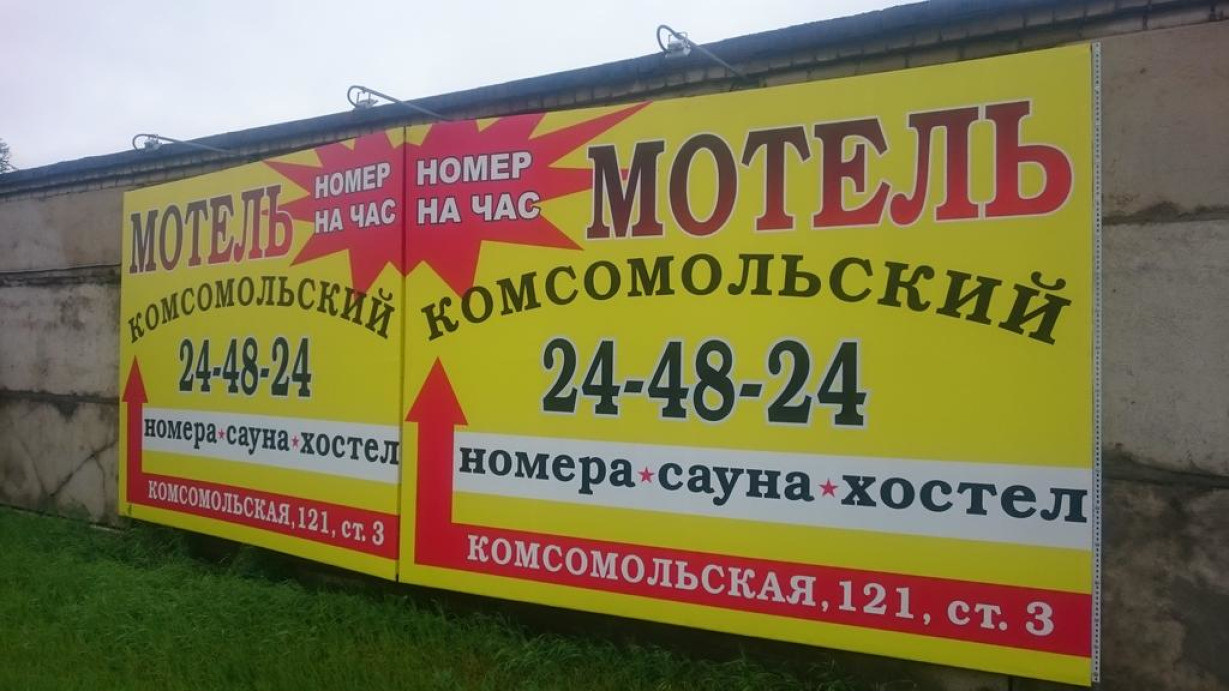 МОТЕЛЬ
НОМЕР
НА ЧАС
КОМСОМОЛЬСКИЙ
24-48-24
номера★сауна★хостел
КОМСОМОЛЬСКАЯ,121, ст. 3
НОМЕР
НА ЧАС
МОТЕЛЬ
КОМСОМОЛЬСКИЙ
24-48-24
номера★сауна★хостел
КОМСОМОЛЬСКАЯ,121, ст. 3